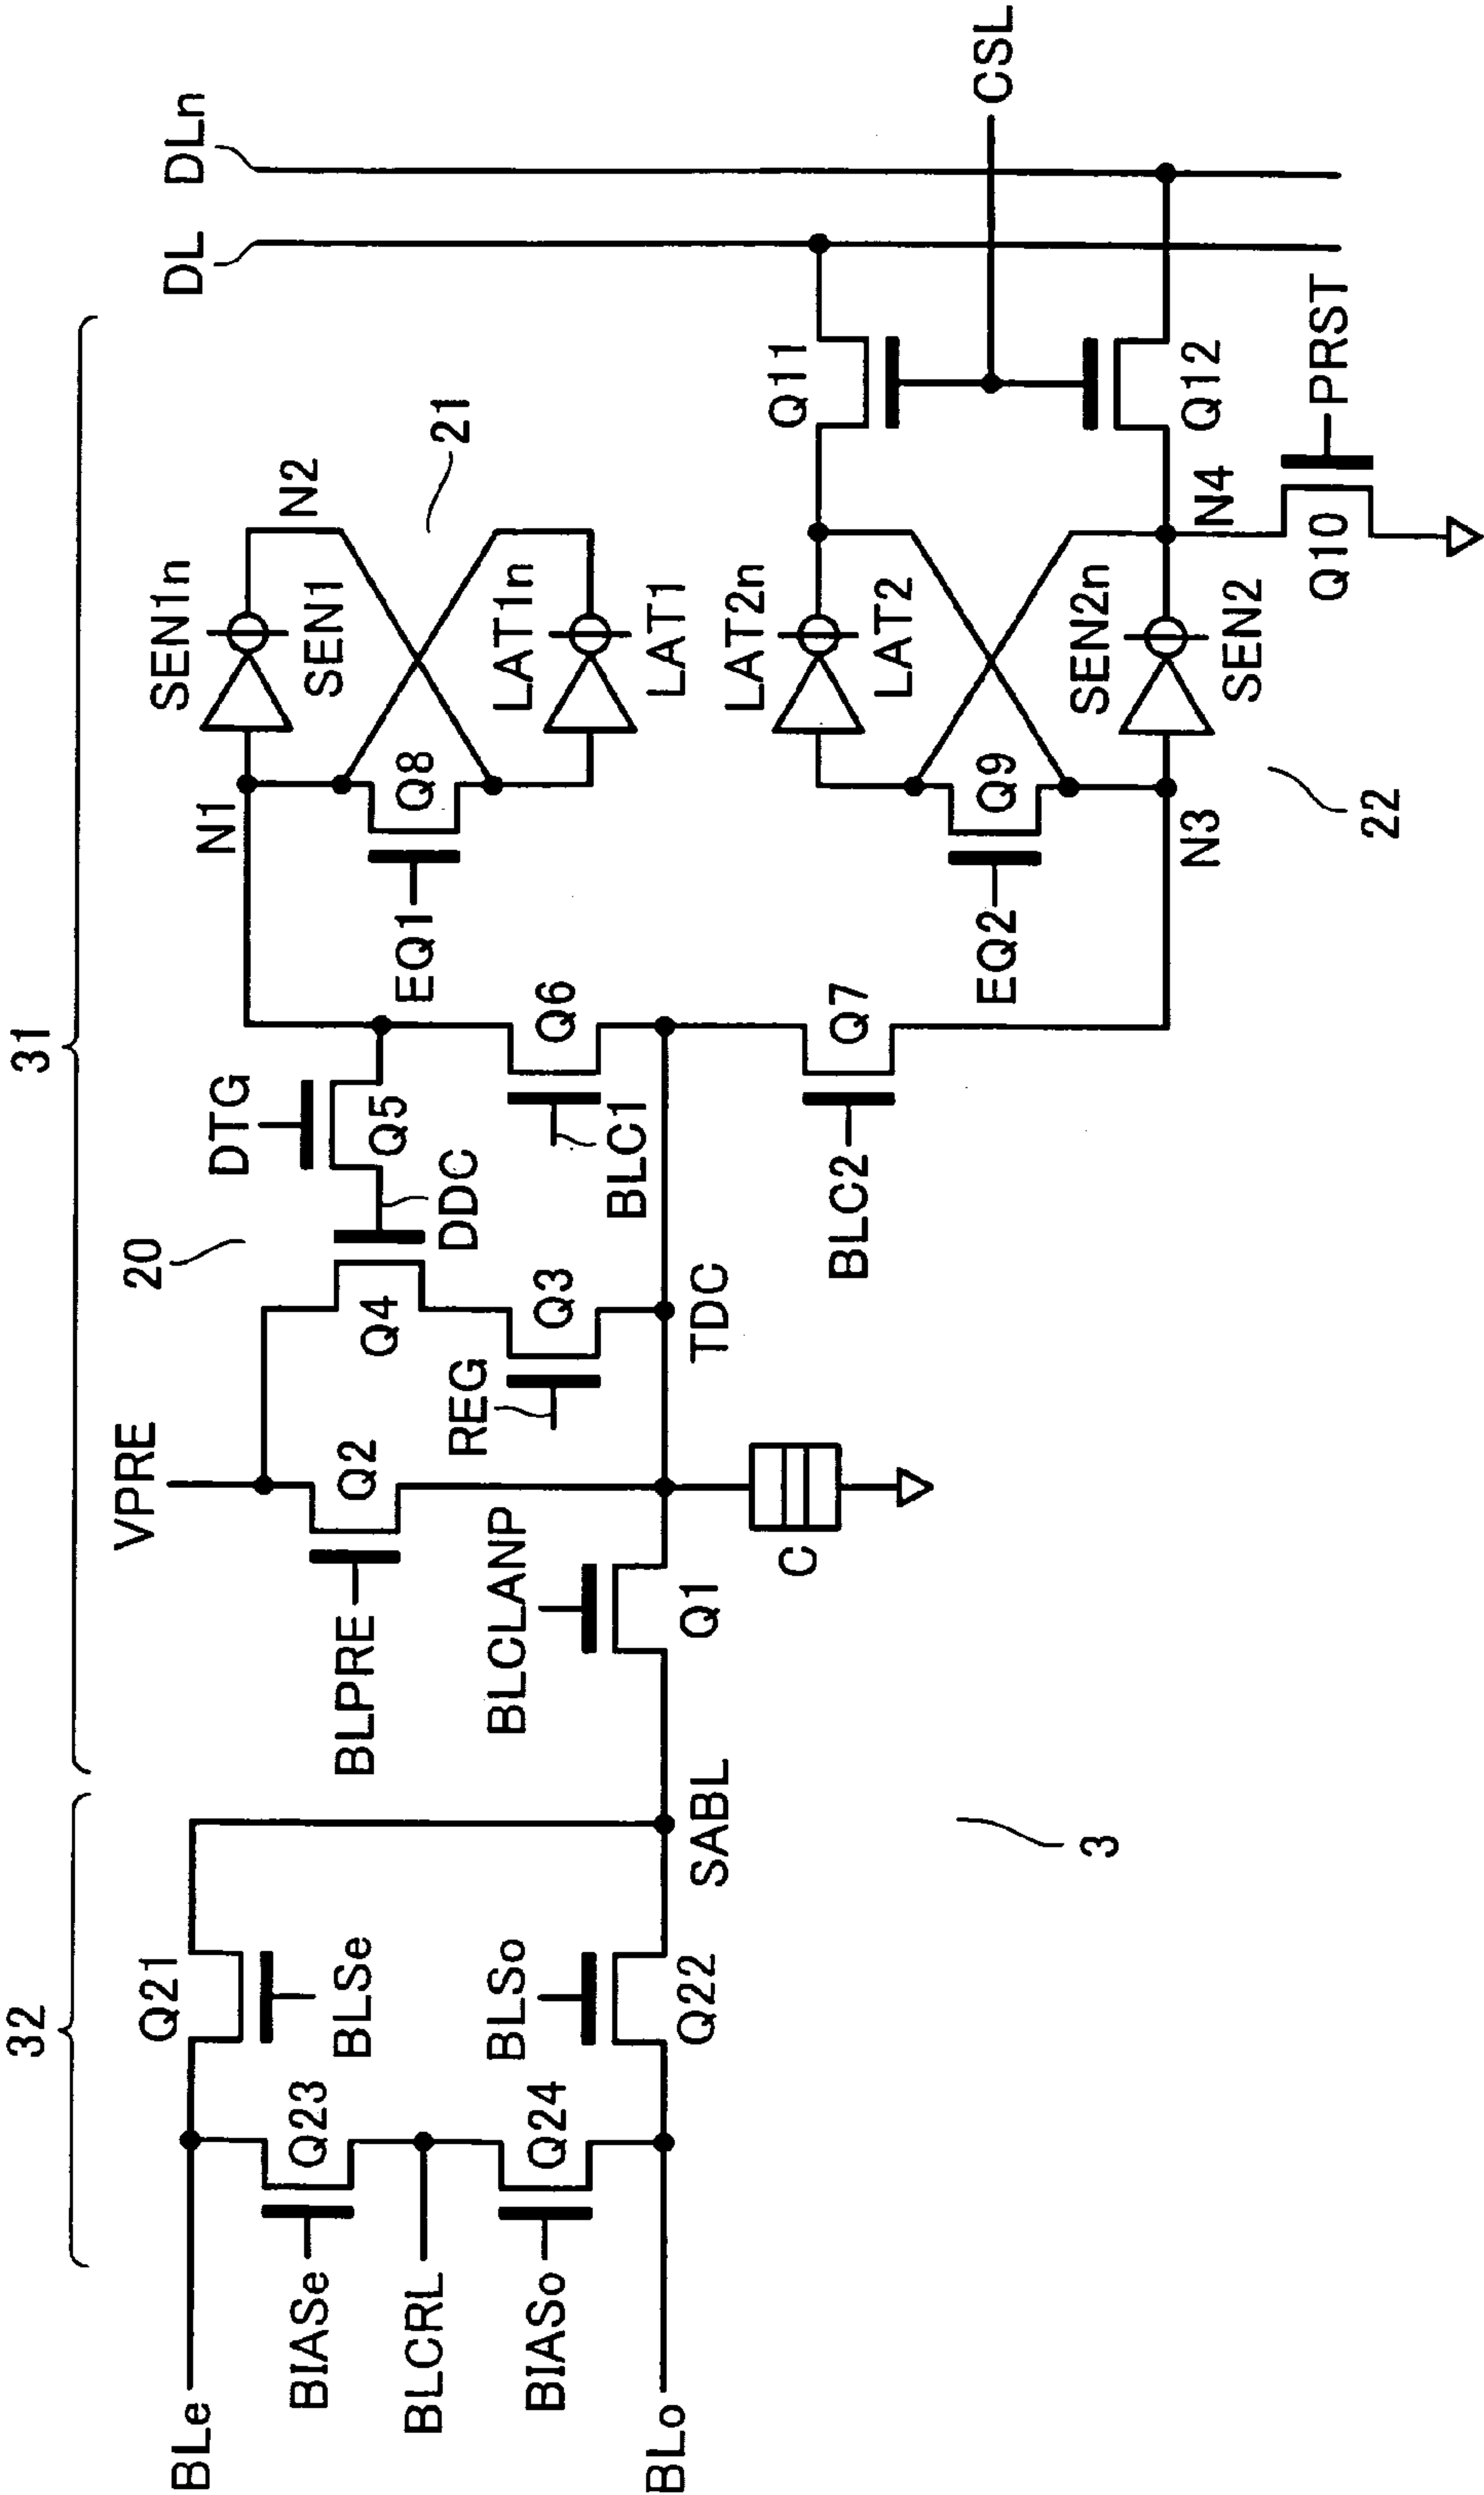 32
31
BLe
BIASe
BLCRL
BIASo
BLo
Q23
Q24
Q21
BLSe
BLSo
Q22
SABL
3
VPRE
BLPRE
Q2
BLCLANP
Q1
C
20
Q4
REG
Q3
TDC
DTG
Q5
DDC
BLC1
Q6
BLC2
Q7
N1
EQ1
Q8
SEN1n
SEN1
N2
21
LAT1n
LAT1
EQ2
Q9
LAT2n
LAT2
SEN2n
SEN2
N3
22
N4
Q10
PRST
Q11
Q12
CSL
DL
DLn